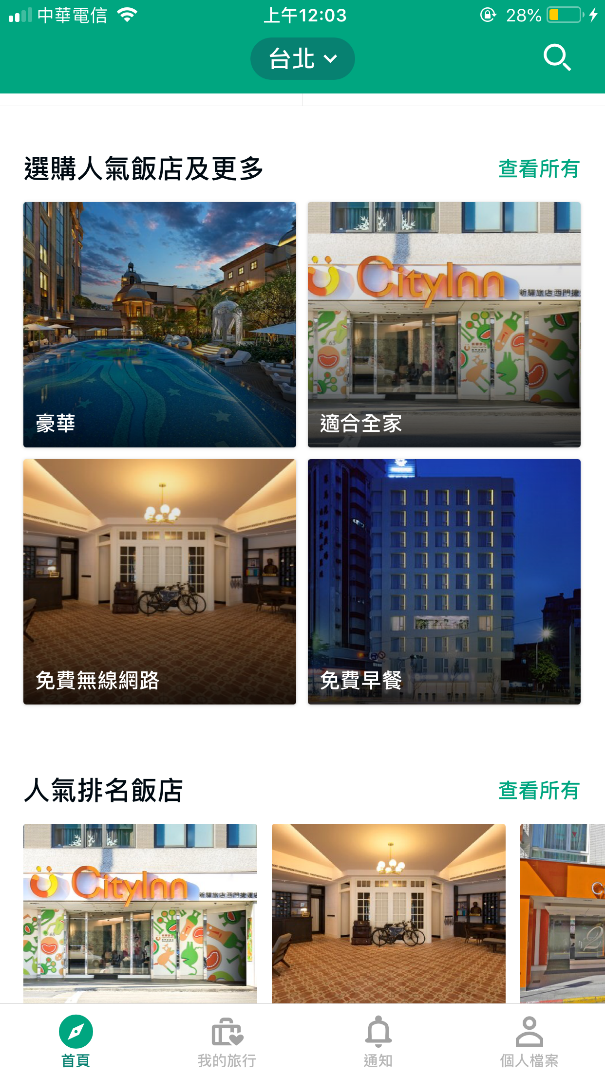 中華電信
上午12:03
28%
台北
選購人氣飯店及更多
查看所有
CityInn
豪華
適合全家
免費無線網路
免費早餐
人氣排名飯店
查看所有
CityInn
首頁
我的旅行
通知
個人檔案